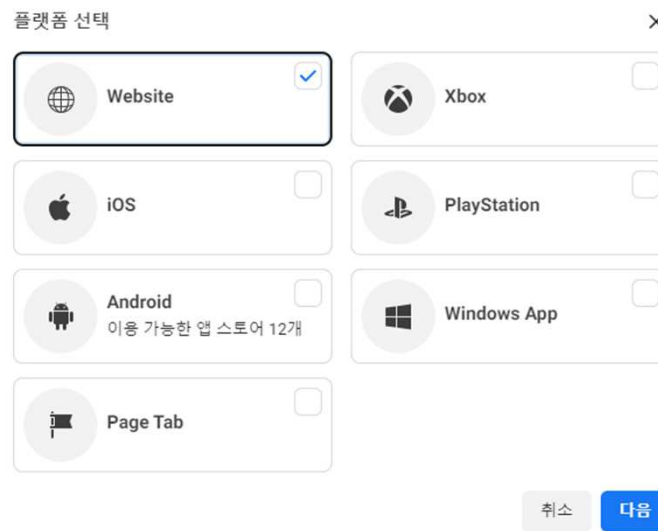 플랫폼 선택
Website
Xbox
iOS
PlayStation
Android
이용 가능한 앱 스토어 12개
Windows App
Page Tab
취소
다음